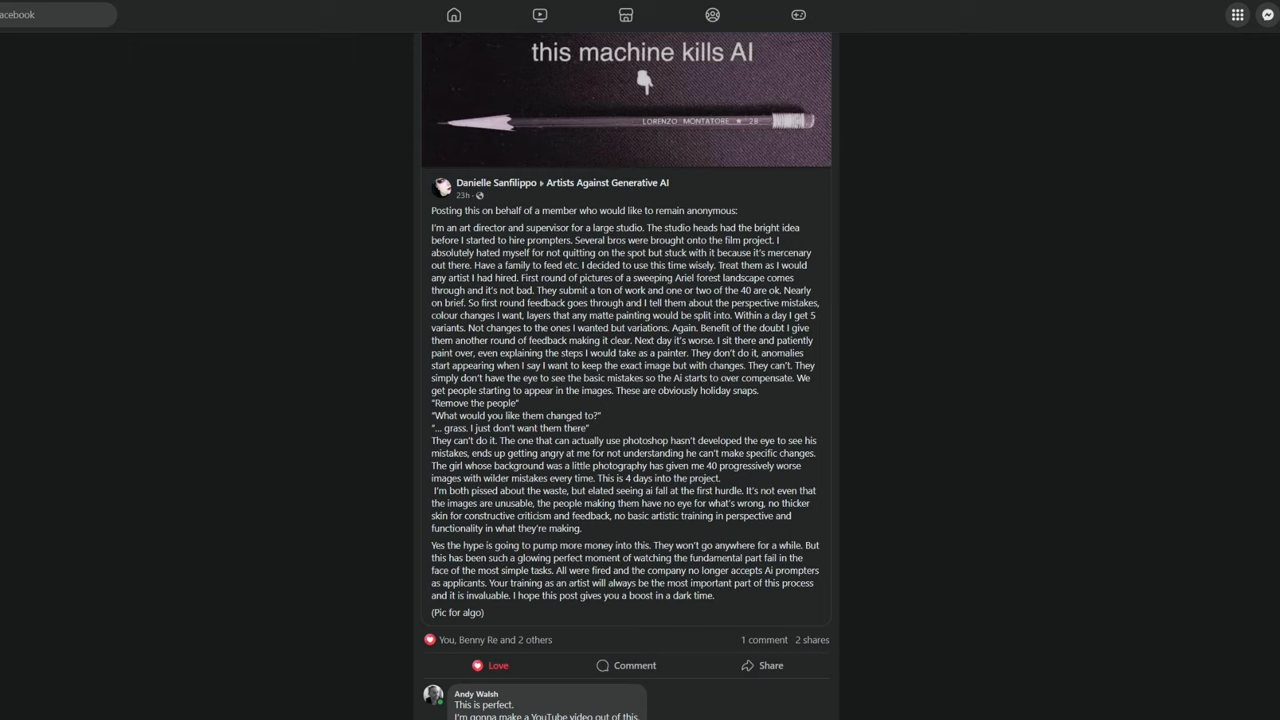 acebook
this machine kills AI
LORENZO MONTATORE ★ 2B
Danielle Sanfilippo ▸ Artists Against Generative AI
23h ·
Posting this on behalf of a member who would like to remain anonymous:
I'm an art director and supervisor for a large studio. The studio heads had the bright idea
before I started to hire prompters. Several bros were brought onto the film project. I
absolutely hated myself for not quitting on the spot but stuck with it because it's mercenary
out there. Have a family to feed etc. I decided to use this time wisely. Treat them as I would
any artist I had hired. First round of pictures of a sweeping Ariel forest landscape comes
through and it's not bad. They submit a ton of work and one or two of the 40 are ok. Nearly
on brief. So first round feedback goes through and I tell them about the perspective mistakes,
colour changes I want, layers that any matte painting would be split into. Within a day I get 5
variants. Not changes to the ones I wanted but variations. Again. Benefit of the doubt I give
them another round of feedback making it clear. Next day it's worse. I sit there and patiently
paint over, even explaining the steps I would take as a painter. They don't do it, anomalies
start appearing when I say I want to keep the exact image but with changes. They can't. They
simply don't have the eye to see the basic mistakes so the Ai starts to over compensate. We
get people starting to appear in the images. These are obviously holiday snaps.
"Remove the people"
"What would you like them changed to?"
"... grass. I just don't want them there"
They can't do it. The one that can actually use photoshop hasn't developed the eye to see his
mistakes, ends up getting angry at me for not understanding he can't make specific changes.
The girl whose background was a little photography has given me 40 progressively worse
images with wilder mistakes every time. This is 4 days into the project.
I'm both pissed about the waste, but elated seeing ai fall at the first hurdle. It's not even that
the images are unusable, the people making them have no eye for what's wrong, no thicker
skin for constructive criticism and feedback, no basic artistic training in perspective and
functionality in what they're making.
Yes the hype is going to pump more money into this. They won't go anywhere for a while. But
this has been such a glowing perfect moment of watching the fundamental part fail in the
face of the most simple tasks. All were fired and the company no longer accepts Ai prompters
as applicants. Your training as an artist will always be the most important part of this process
and it is invaluable. I hope this post gives you a boost in a dark time.
(Pic for algo)
You, Benny Re and 2 others 1 comment 2 shares
Love Comment Share
Andy Walsh
This is perfect.
I'm gonna make a YouTube video out of this.